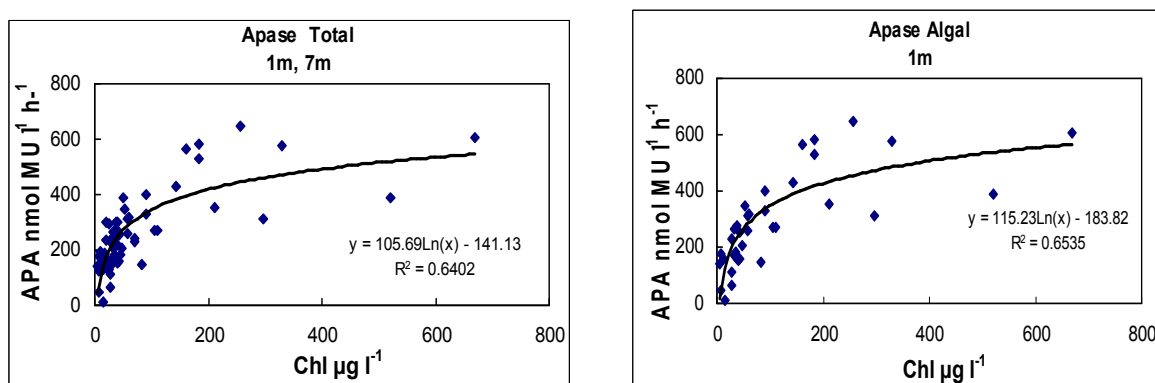 Apase Total
1m, 7m
APA nmol MU l¹ h-¹
800
600
400
200
0
y = 105.69Ln(x) - 141.13
R² = 0.6402
0 200 400 600 800
Chl µg l⁻¹
Apase Algal
1m
APA nmol MU l¹ h⁻¹
800
600
400
200
0
y = 115.23Ln(x) - 183.82
R² = 0.6535
0 200 400 600 800
Chl µg l⁻¹